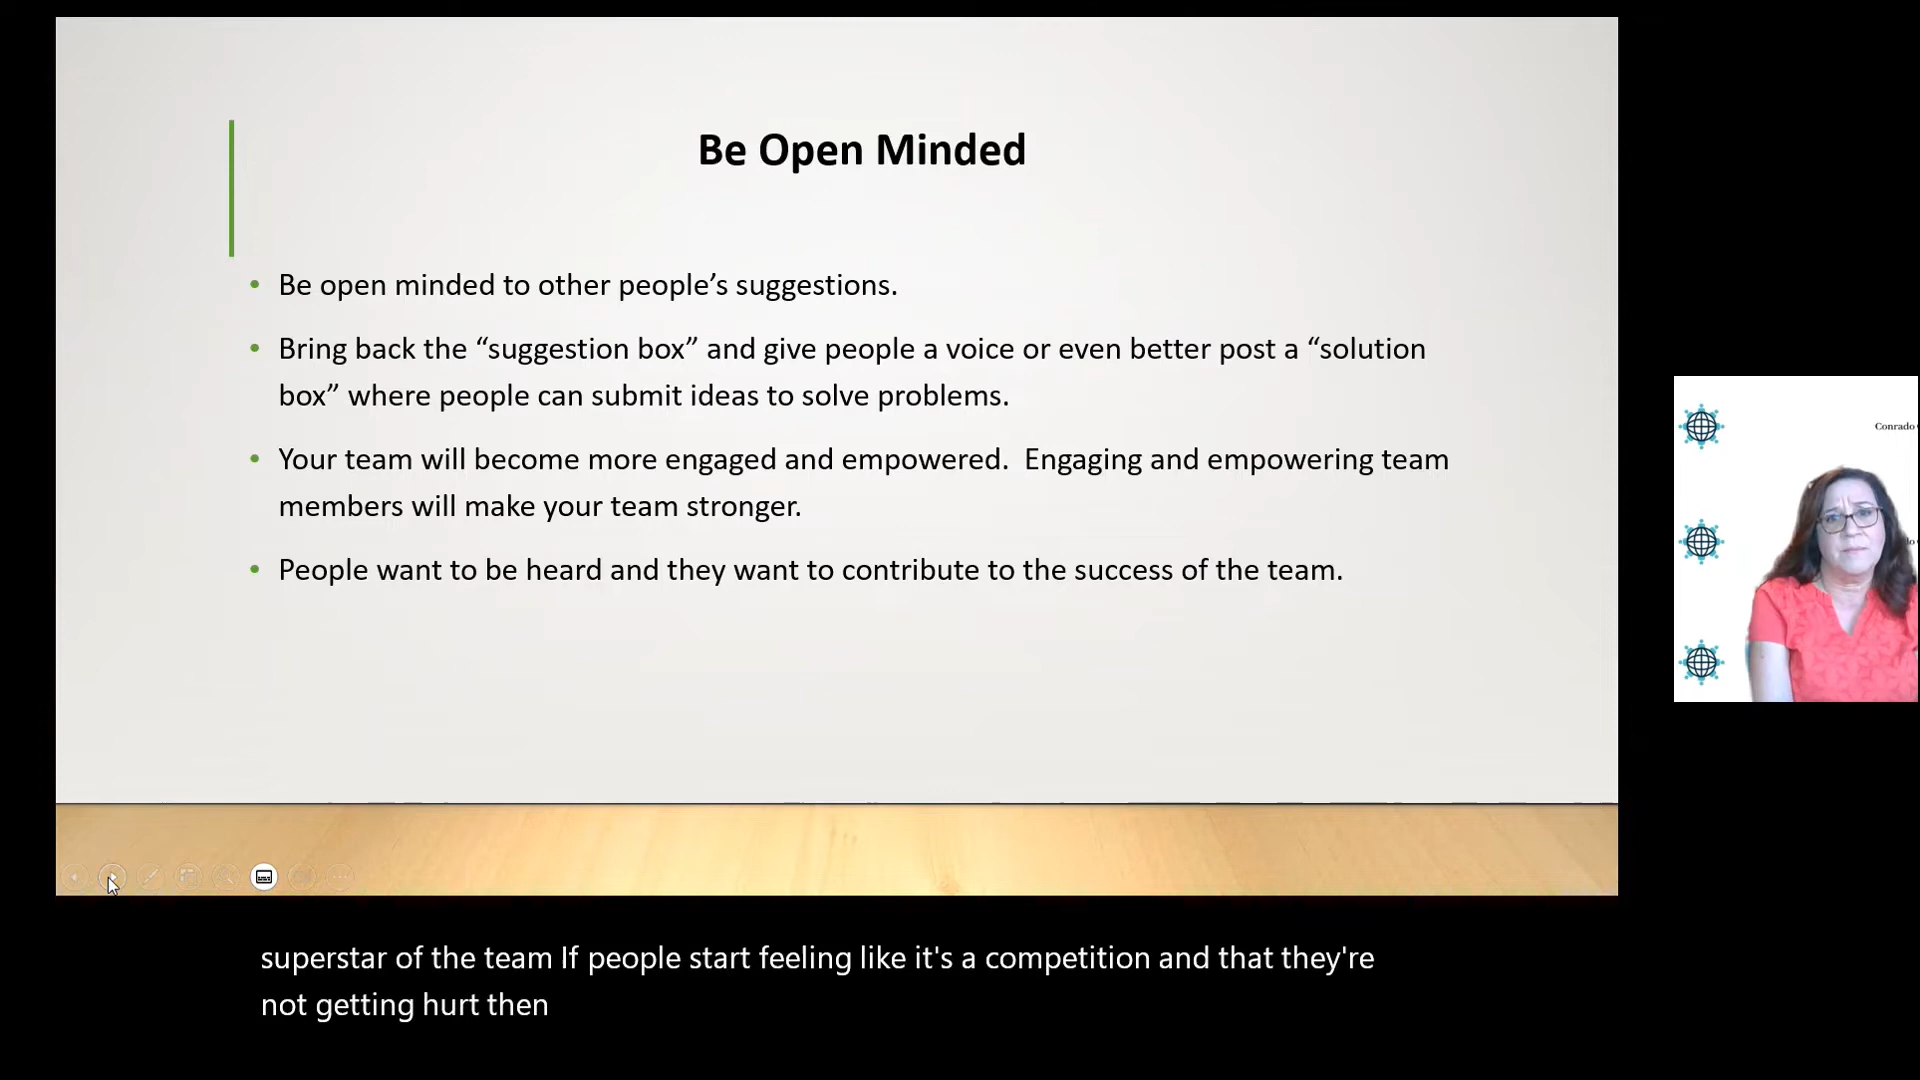 Be Open Minded
• Be open minded to other people’s suggestions.
• Bring back the “suggestion box” and give people a voice or even better post a “solution
box” where people can submit ideas to solve problems.
• Your team will become more engaged and empowered.  Engaging and empowering team
members will make your team stronger.
• People want to be heard and they want to contribute to the success of the team.
Conrado
superstar of the team If people start feeling like it's a competition and that they're
not getting hurt then